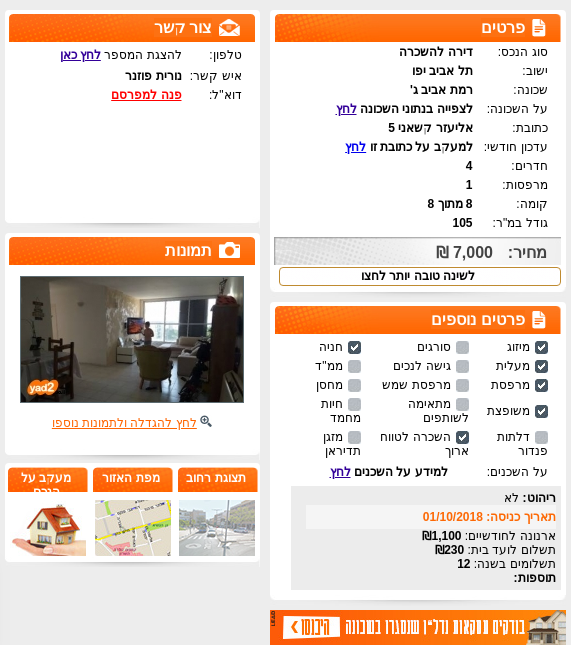 פרטים
סוג הנכס: דירה להשכרה
ישוב: תל אביב יפו
שכונה: רמת אביב ג'
על השכונה: לצפייה בנתוני השכונה לחץ
כתובת: אליעזר קשאני 5
עדכון חודשי: למעקב על כתובת זו לחץ
חדרים: 4
מרפסות: 1
קומה: 8 מתוך 8
גודל במ"ר: 105
מחיר: 7,000 ₪
לשינה טובה יותר לחצו
פרטים נוספים
מיזוג סורגים חניה
מעלית גישה לנכים ממ"ד
מרפסת מרפסת שמש מחסן
משופצת מתאימה לשותפים חיות מחמד
דלתות פנדור השכרה לטווח ארוך מזגן תדיראן
על השכנים: למידע על השכנים לחץ
ריהוט: לא
תאריך כניסה: 01/10/2018
ארנונה לחודשיים: 1,100₪
תשלום לועד בית: 230₪
תשלומים בשנה: 12
תוספות:
בודקים עסקאות נדל"ן שנסגרו בשכונה
היכנסו >
צור קשר
טלפון: להצגת המספר לחץ כאן
איש קשר: נורית פוזנר
דוא"ל: פנה למפרסם
תמונות
yad2
לחץ להגדלה ולתמונות נוספו
תצוגת רחוב
מפת האזור
מעקב על
הנכס